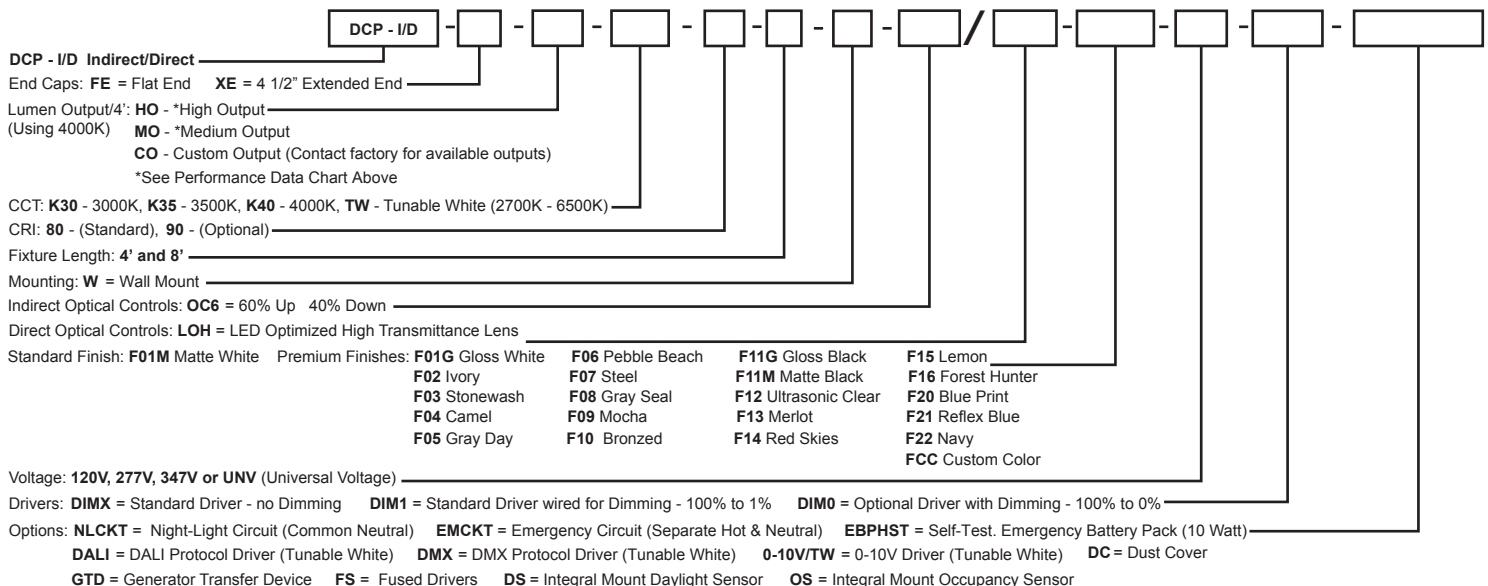 DCP - I/D - - - - - - / - - - -
DCP - I/D Indirect/Direct
End Caps: FE = Flat End XE = 4 1/2” Extended End
Lumen Output/4’: HO - *High Output
(Using 4000K) MO - *Medium Output
CO - Custom Output (Contact factory for available outputs)
*See Performance Data Chart Above
CCT: K30 - 3000K, K35 - 3500K, K40 - 4000K, TW - Tunable White (2700K - 6500K)
CRI: 80 - (Standard), 90 - (Optional)
Fixture Length: 4’ and 8’
Mounting: W = Wall Mount
Indirect Optical Controls: OC6 = 60% Up 40% Down
Direct Optical Controls: LOH = LED Optimized High Transmittance Lens
Standard Finish: F01M Matte White Premium Finishes: F01G Gloss White F06 Pebble Beach F11G Gloss Black F15 Lemon
F02 Ivory F07 Steel F11M Matte Black F16 Forest Hunter
F03 Stonewash F08 Gray Seal F12 Ultrasonic Clear F20 Blue Print
F04 Camel F09 Mocha F13 Merlot F21 Reflex Blue
F05 Gray Day F10 Bronzed F14 Red Skies F22 Navy
FCC Custom Color
Voltage: 120V, 277V, 347V or UNV (Universal Voltage)
Drivers: DIMX = Standard Driver - no Dimming DIM1 = Standard Driver wired for Dimming - 100% to 1% DIM0 = Optional Driver with Dimming - 100% to 0%
Options: NLCKT = Night-Light Circuit (Common Neutral) EMCKT = Emergency Circuit (Separate Hot & Neutral) EBPHST = Self-Test. Emergency Battery Pack (10 Watt)
DALI = DALI Protocol Driver (Tunable White) DMX = DMX Protocol Driver (Tunable White) 0-10V/TW = 0-10V Driver (Tunable White) DC = Dust Cover
GTD = Generator Transfer Device FS = Fused Drivers DS = Integral Mount Daylight Sensor OS = Integral Mount Occupancy Sensor